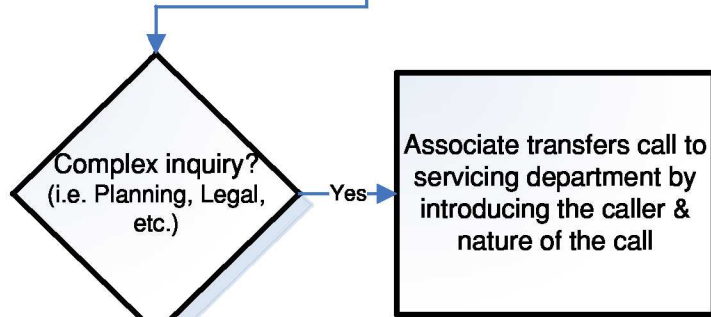 Complex inquiry?
(i.e. Planning, Legal,
etc.)
Yes
Associate transfers call to
servicing department by
introducing the caller &
nature of the call